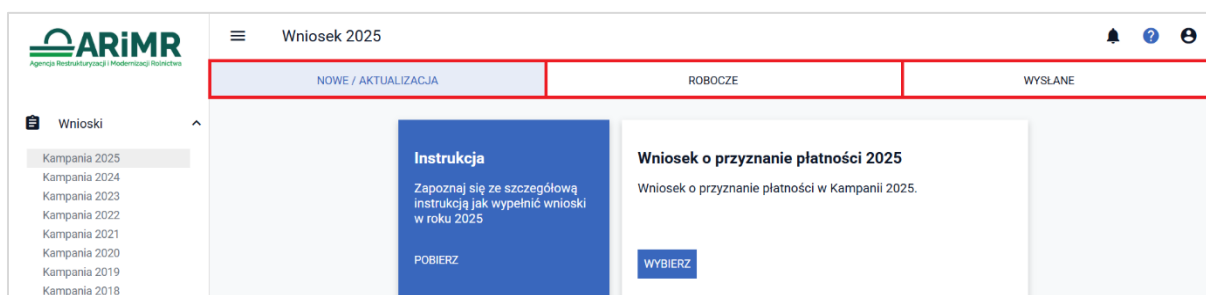 ARiMR
Agencja Restrukturyzacji i Modernizacji Rolnictwa
Wniosek 2025
NOWE / AKTUALIZACJA
ROBOCZE
WYSŁANE
Wnioski
Kampania 2025
Kampania 2024
Kampania 2023
Kampania 2022
Kampania 2021
Kampania 2020
Kampania 2019
Kampania 2018
Instrukcja
Zapoznaj się ze szczegółową
instrukcją jak wypełnić wnioski
w roku 2025
POBIERZ
Wniosek o przyznanie płatności 2025
Wniosek o przyznanie płatności w Kampanii 2025.
WYBIERZ